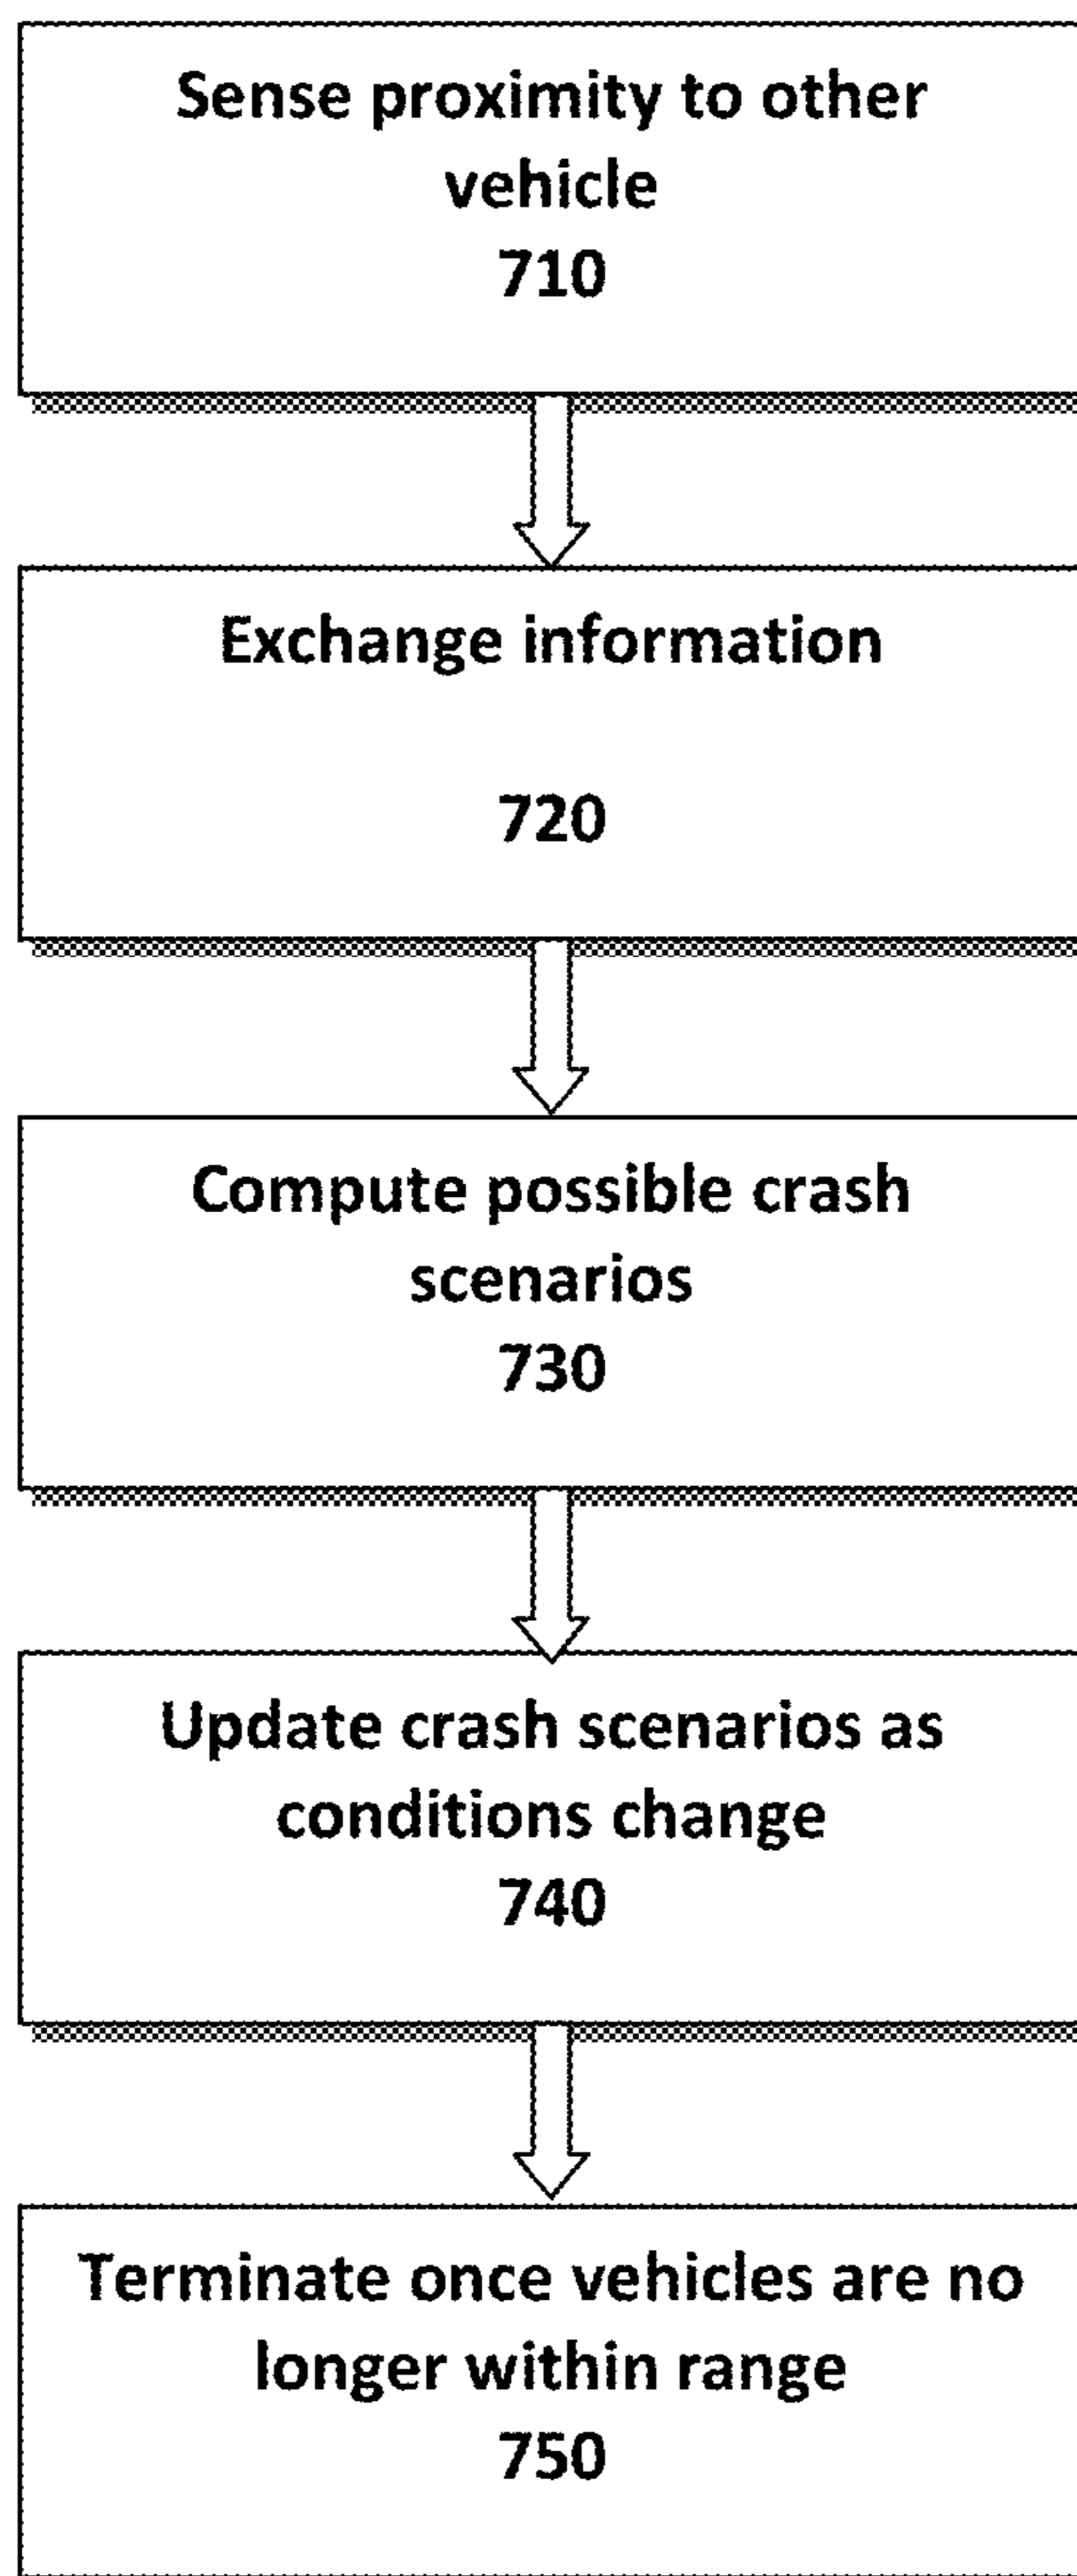 Sense proximity to other
vehicle
710
Exchange information
720
Compute possible crash
scenarios
730
Update crash scenarios as
conditions change
740
Terminate once vehicles are no
longer within range
750